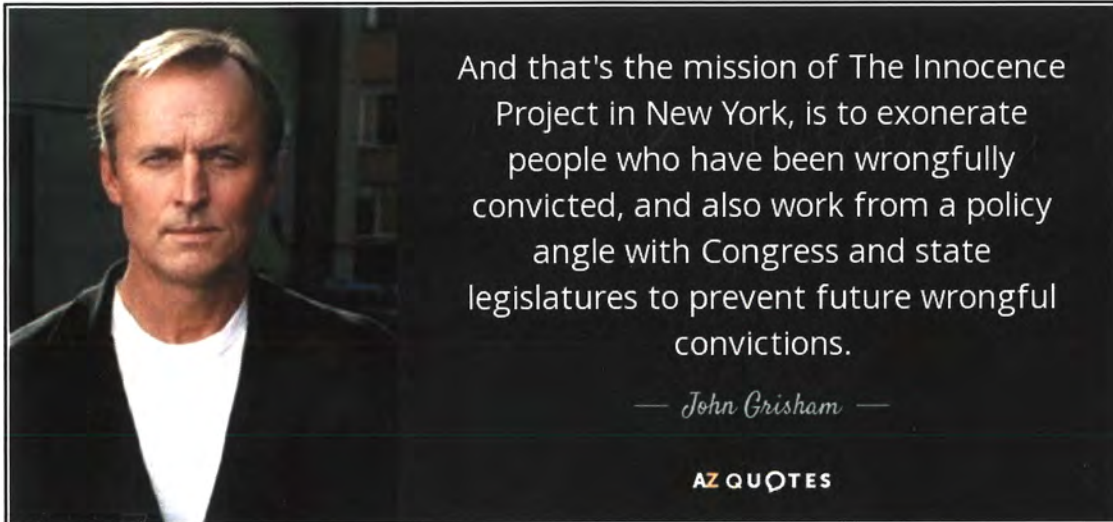 And that's the mission of The Innocence
Project in New York, is to exonerate
people who have been wrongfully
convicted, and also work from a policy
angle with Congress and state
legislatures to prevent future wrongful
convictions.
— John Grisham —
AZ QUOTES